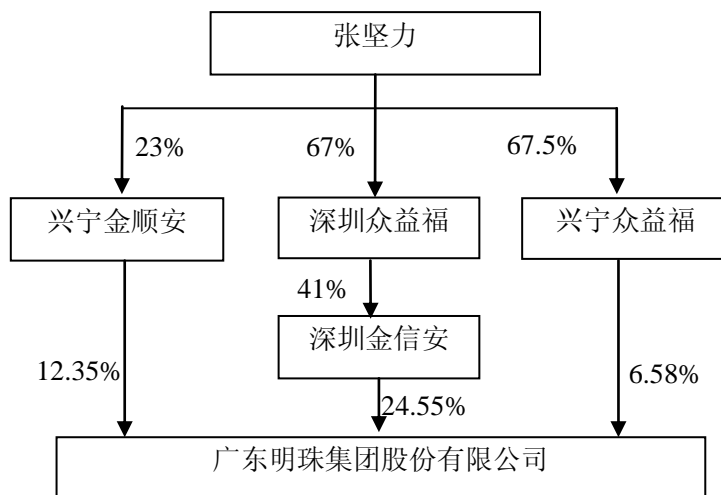 张坚力
23%
67%
67.5%
兴宁金顺安
深圳众益福
兴宁众益福
41%
深圳金信安
12.35%
24.55%
6.58%
广东明珠集团股份有限公司